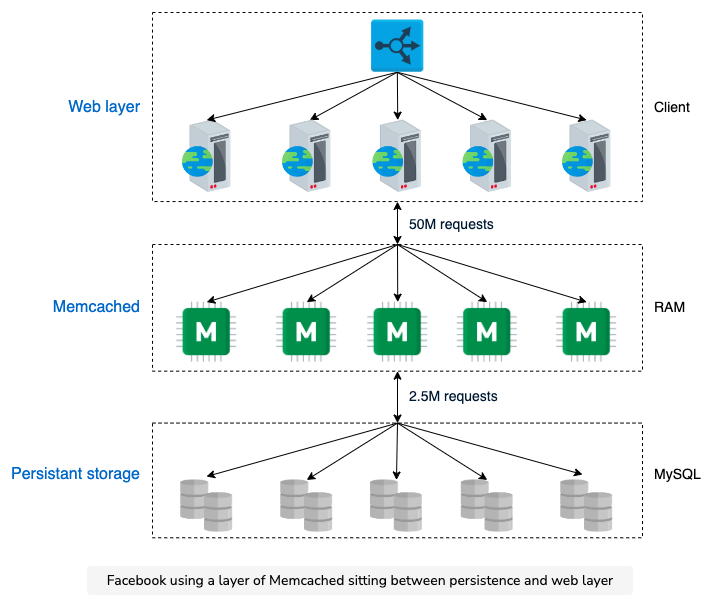 Web layer
Client
50M requests
Memcached
M M M M M
RAM
2.5M requests
Persistant storage
MySQL
Facebook using a layer of Memcached sitting between persistence and web layer